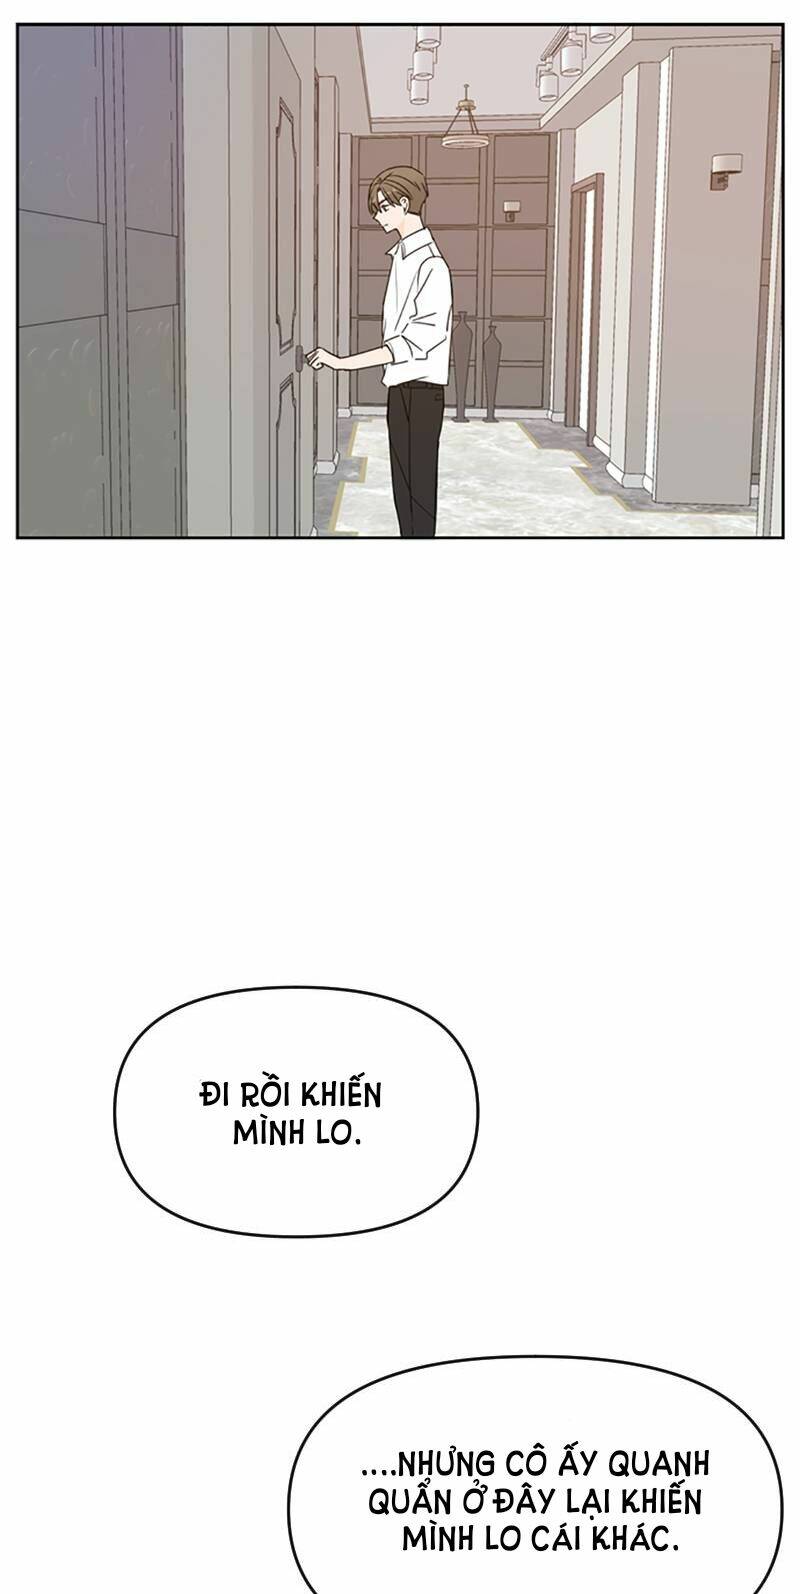 ĐI RỒI KHIẾN
MÌNH LO.
....NHƯNG CÔ ẤY QUANH
QUẨN Ở ĐÂY LẠI KHIẾN
MÌNH LO CÁI KHÁC.